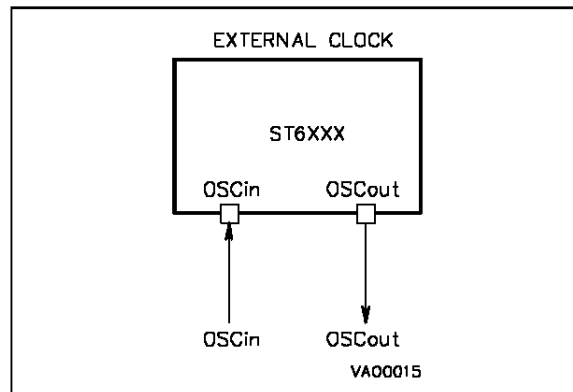 EXTERNAL CLOCK
ST6XXX
OSCin OSCout
OSCin OSCout
VA00015